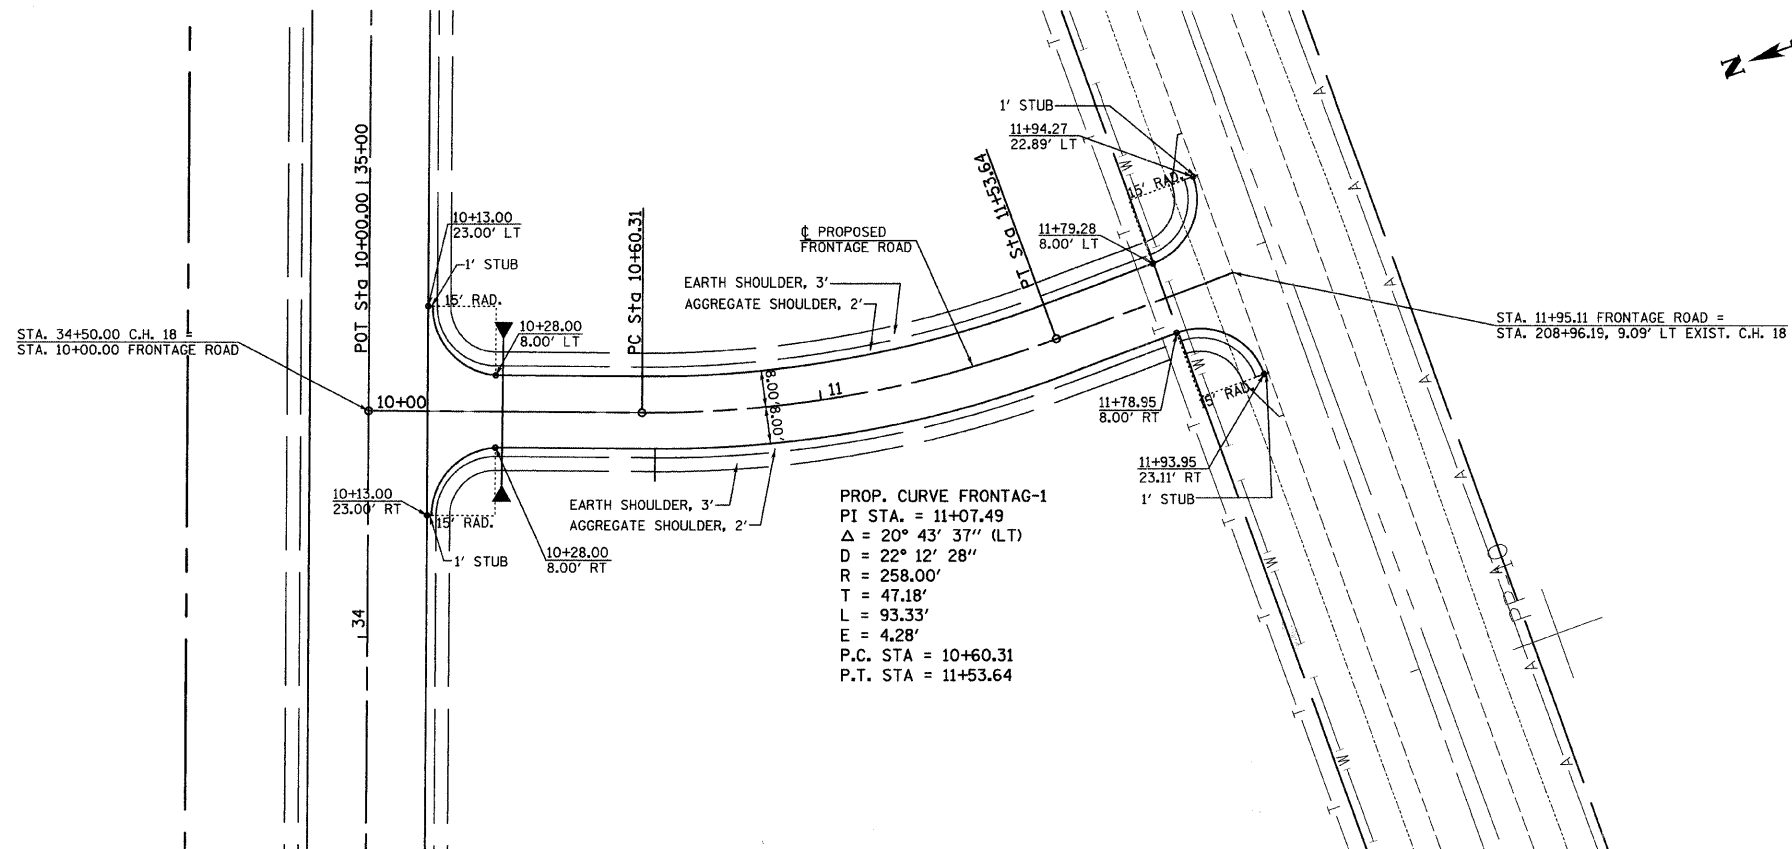 N
1' STUB
11+94.27
22.89' LT
15' RAD.
POT Sta 10+00.00
35+00
PT Sta 11+53.64
10+13.00
23.00' LT
1' STUB
15' RAD.
PC Sta 10+60.31
℄ PROPOSED
FRONTAGE ROAD
11+79.28
8.00' LT
EARTH SHOULDER, 3'
AGGREGATE SHOULDER, 2'
STA. 34+50.00 C.H. 18 =
STA. 10+00.00 FRONTAGE ROAD
10+28.00
8.00' LT
STA. 11+95.11 FRONTAGE ROAD =
STA. 208+96.19, 9.09' LT EXIST. C.H. 18
10+00
8.00'
8.00'
11
11+78.95
8.00' RT
15' RAD.
11+93.95
23.11' RT
1' STUB
10+13.00
23.00' RT
15' RAD.
1' STUB
EARTH SHOULDER, 3'
AGGREGATE SHOULDER, 2'
10+28.00
8.00' RT
34
PROP. CURVE FRONTAG-1
PI STA. = 11+07.49
Δ = 20° 43' 37" (LT)
D = 22° 12' 28"
R = 258.00'
T = 47.18'
L = 93.33'
E = 4.28'
P.C. STA = 10+60.31
P.T. STA = 11+53.64
T
W
A